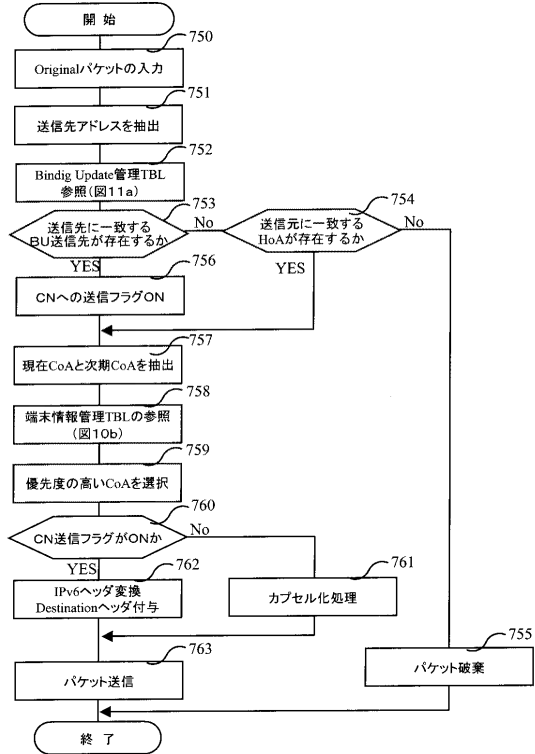 開 始
750
Originalパケットの入力
751
送信先アドレスを抽出
752
Bindig Update管理TBL
参照(図11a)
753
送信先に一致する
BU送信先が存在するか
No
754
送信元に一致する
HoAが存在するか
No
YES
YES
756
CNへの送信フラグON
757
現在CoAと次期CoAを抽出
758
端末情報管理TBLの参照
(図10b)
759
優先度の高いCoAを選択
760
CN送信フラグがONか
No
YES
762
IPv6ヘッダ変換
Destinationヘッダ付与
761
カプセル化処理
763
パケット送信
755
パケット破棄
終 了